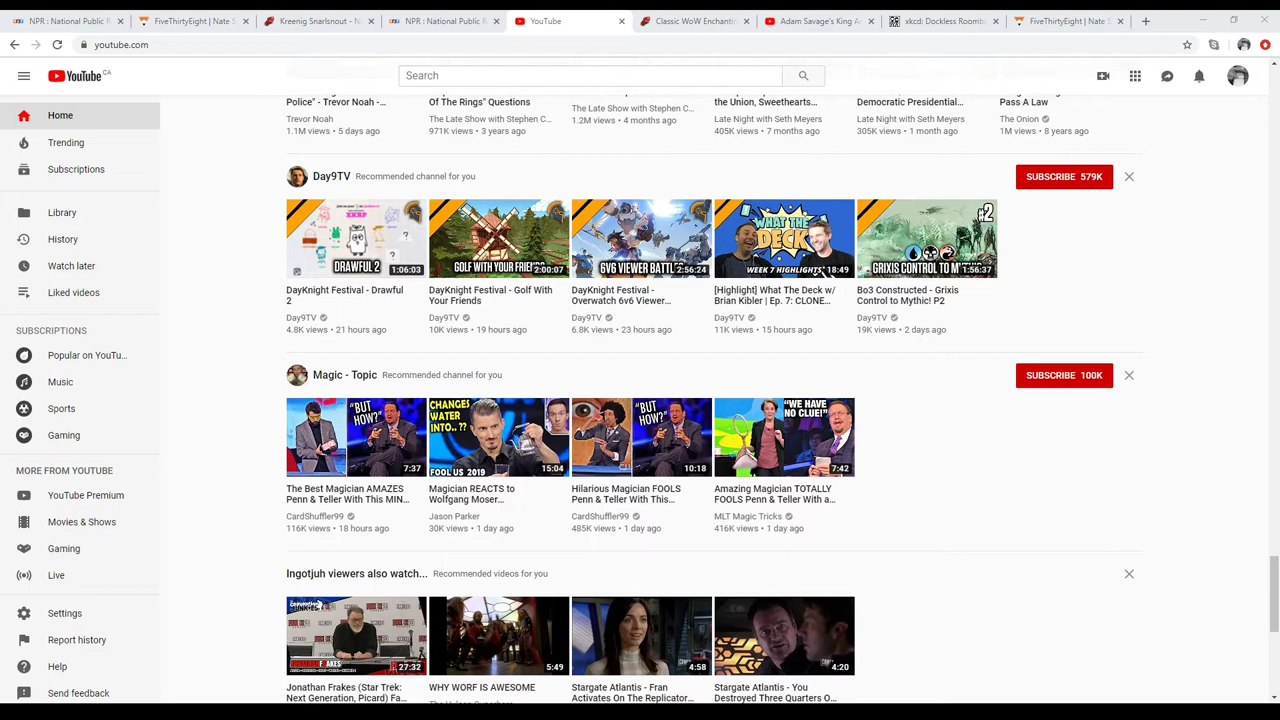 NPR : National Public R
FiveThirtyEight | Nate S
Kreenig Snarlsnout - Ni
NPR : National Public R
YouTube
Classic WoW Enchantin
Adam Savage's King Ar
xkcd: Dockless Roomb
FiveThirtyEight | Nate S
youtube.com
YouTube CA
Search
Home
Trending
Subscriptions
Library
History
Watch later
Liked videos
SUBSCRIPTIONS
Popular on YouTu...
Music
Sports
Gaming
MORE FROM YOUTUBE
YouTube Premium
Movies & Shows
Gaming
Live
Settings
Report history
Help
Send feedback
Police" - Trevor Noah -...
Trevor Noah
1.1M views • 5 days ago
Of The Rings" Questions
The Late Show with Stephen C...
971K views • 3 years ago
The Late Show with Stephen C...
1.2M views • 4 months ago
the Union, Sweethearts...
Late Night with Seth Meyers
405K views • 7 months ago
Democratic Presidential...
Late Night with Seth Meyers
305K views • 1 month ago
Pass A Law
The Onion
1M views • 8 years ago
Day9TV Recommended channel for you
SUBSCRIBE 579K
DRAWFUL 2
1:06:03
DayKnight Festival - Drawful
2
Day9TV
4.8K views • 21 hours ago
GOLF WITH YOUR FRIENDS
2:00:07
DayKnight Festival - Golf With
Your Friends
Day9TV
10K views • 19 hours ago
6V6 VIEWER BATTLES
2:56:24
DayKnight Festival -
Overwatch 6v6 Viewer...
Day9TV
6.8K views • 23 hours ago
WHAT THE
DECK
WEEK 7 HIGHLIGHTS
18:49
[Highlight] What The Deck w/
Brian Kibler | Ep. 7: CLONE...
Day9TV
11K views • 15 hours ago
#2
GRIXIS CONTROL TO MYTHIC!
1:56:37
Bo3 Constructed - Grixis
Control to Mythic! P2
Day9TV
19K views • 2 days ago
Magic - Topic Recommended channel for you
SUBSCRIBE 100K
"BUT
HOW?"
7:37
The Best Magician AMAZES
Penn & Teller With This MIN...
CardShuffler99
116K views • 18 hours ago
CHANGES
WATER
INTO..??
FOOL US 2019
15:04
Magician REACTS to
Wolfgang Moser...
Jason Parker
30K views • 1 day ago
"BUT
HOW?"
10:18
Hilarious Magician FOOLS
Penn & Teller With This...
CardShuffler99
485K views • 1 day ago
"WE HAVE
NO CLUE!"
7:42
Amazing Magician TOTALLY
FOOLS Penn & Teller With a...
MLT Magic Tricks
416K views • 1 day ago
Ingotjuh viewers also watch... Recommended videos for you
27:32
Jonathan Frakes (Star Trek:
Next Generation, Picard) Fa...
5:49
WHY WORF IS AWESOME
4:58
Stargate Atlantis - Fran
Activates On The Replicator...
4:20
Stargate Atlantis - You
Destroyed Three Quarters O...